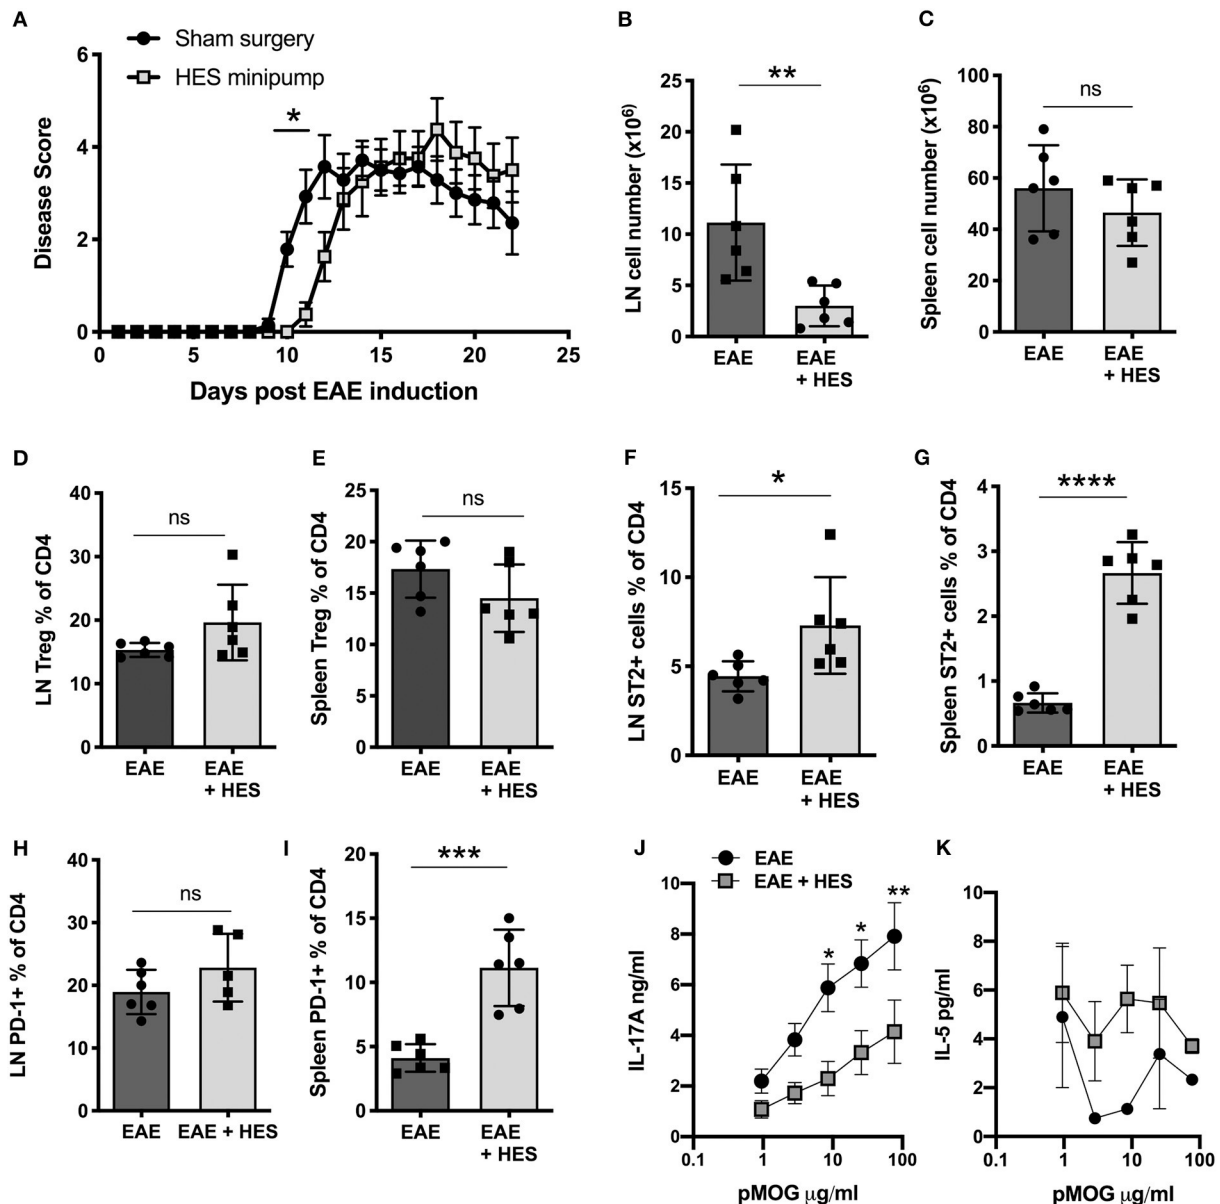 A
Sham surgery
HES minipump
6
4
2
0
*
0 5 10 15 20 25
Disease Score
Days post EAE induction
B
LN cell number (x10⁶)
25
20
15
10
5
0
**
EAE EAE
+ HES
C
Spleen cell number (x10⁶)
100
80
60
40
20
0
ns
EAE EAE
+ HES
D
LN Treg % of CD4
40
30
20
10
0
ns
EAE EAE
+ HES
E
Spleen Treg % of CD4
25
20
15
10
5
0
ns
EAE EAE
+ HES
F
LN ST2+ cells % of CD4
15
10
5
0
*
EAE EAE
+ HES
G
Spleen ST2+ cells % of CD4
4
3
2
1
0
****
EAE EAE
+ HES
H
LN PD-1+ % of CD4
40
30
20
10
0
ns
EAE EAE + HES
I
Spleen PD-1+ % of CD4
20
15
10
5
0
***
EAE EAE
+ HES
J
EAE
EAE + HES
IL-17A ng/ml
10
8
6
4
2
0
* * **
0.1 1 10 100
pMOG μg/ml
K
IL-5 pg/ml
10
8
6
4
2
0
0.1 1 10 100
pMOG μg/ml